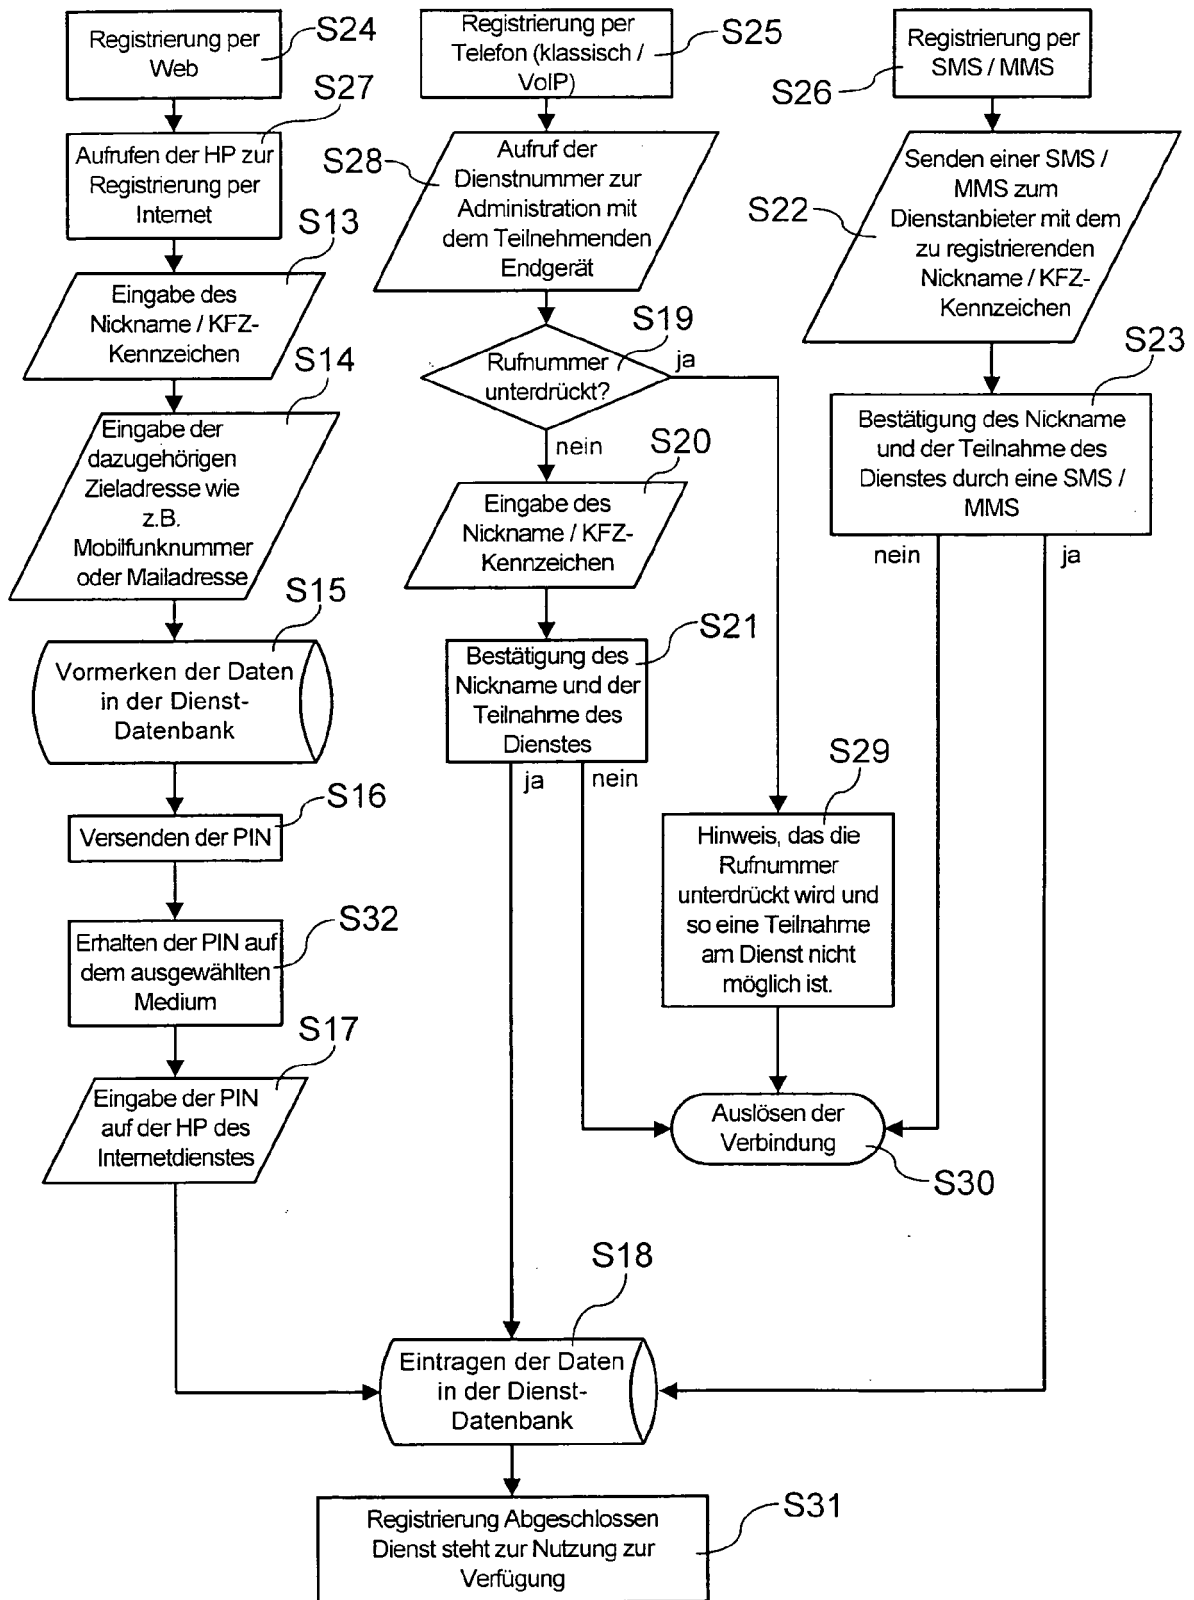 Registrierung per
Web
S24
Aufrufen der HP zur
Registrierung per
Internet
S27
Eingabe des
Nickname / KFZ-
Kennzeichen
S13
Eingabe der
dazugehörigen
Zieladresse wie
z.B.
Mobilfunknummer
oder Mailadresse
S14
Vormerken der Daten
in der Dienst-
Datenbank
S15
Versenden der PIN
S16
Erhalten der PIN auf
dem ausgewählten
Medium
S32
Eingabe der PIN
auf der HP des
Internetdienstes
S17
Registrierung per
Telefon (klassisch /
VoIP)
S25
Aufruf der
Dienstnummer zur
Administration mit
dem Teilnehmenden
Endgerät
S28
Rufnummer
unterdrückt?
S19
ja
nein
Eingabe des
Nickname / KFZ-
Kennzeichen
S20
Bestätigung des
Nickname und der
Teilnahme des
Dienstes
S21
ja
nein
Hinweis, das die
Rufnummer
unterdrückt wird und
so eine Teilnahme
am Dienst nicht
möglich ist.
S29
Auslösen der
Verbindung
S30
Registrierung per
SMS / MMS
S26
Senden einer SMS /
MMS zum
Dienstanbieter mit dem
zu registrierenden
Nickname / KFZ-
Kennzeichen
S22
Bestätigung des Nickname
und der Teilnahme des
Dienstes durch eine SMS /
MMS
S23
nein
ja
Eintragen der Daten
in der Dienst-
Datenbank
S18
Registrierung Abgeschlossen
Dienst steht zur Nutzung zur
Verfügung
S31